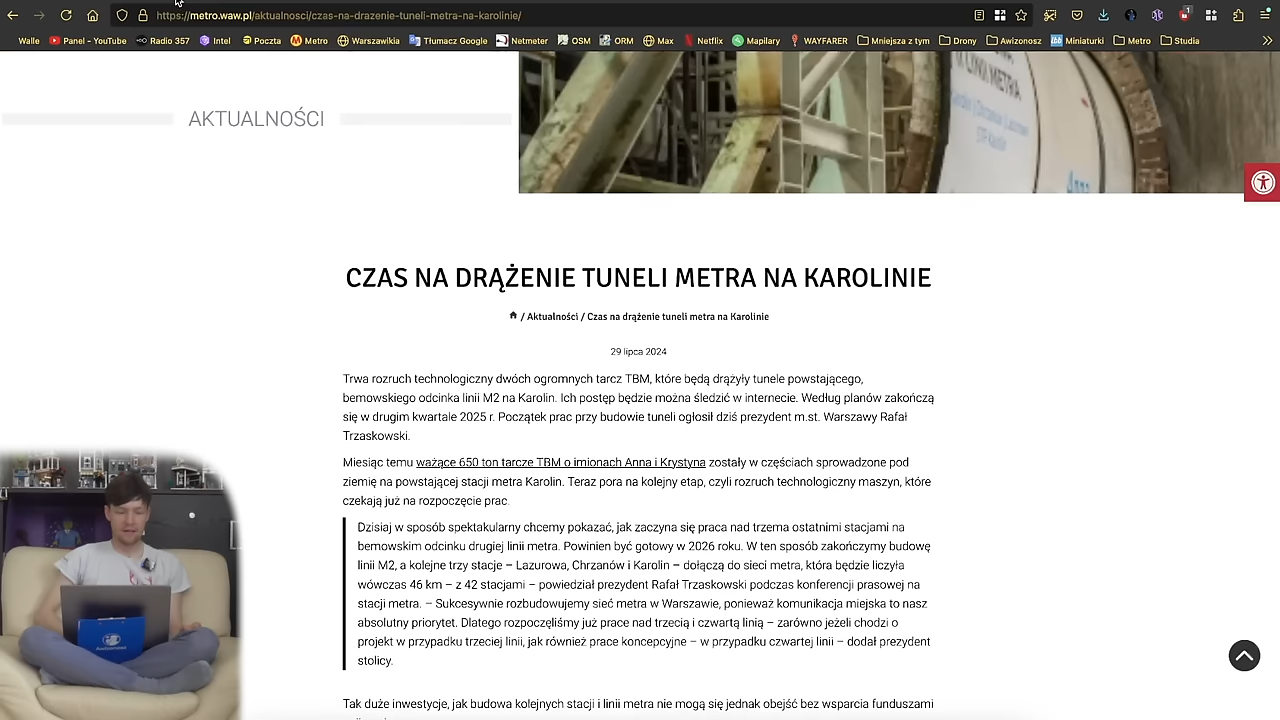 https://metro.waw.pl/aktualnosci/czas-na-drazenie-tuneli-metra-na-karolinie/
1
Walle Panel - YouTube Radio 357 Intel Poczta Metro Warszawikia Tłumacz Google Netmeter OSM ORM Max Netflix Mapilary WAYFARER Mniejsza z tym Drony Awizonosz Miniaturki Metro Studia
AKTUALNOŚCI
II LINII METRA
CZAS NA DRĄŻENIE TUNELI METRA NA KAROLINIE
/ Aktualności / Czas na drążenie tuneli metra na Karolinie
29 lipca 2024
Trwa rozruch technologiczny dwóch ogromnych tarcz TBM, które będą drążyły tunele powstającego,
bemowskiego odcinka linii M2 na Karolin. Ich postęp będzie można śledzić w internecie. Według planów zakończą
się w drugim kwartale 2025 r. Początek prac przy budowie tuneli ogłosił dziś prezydent m.st. Warszawy Rafał
Trzaskowski.
Miesiąc temu ważące 650 ton tarcze TBM o imionach Anna i Krystyna zostały w częściach sprowadzone pod
ziemię na powstającej stacji metra Karolin. Teraz pora na kolejny etap, czyli rozruch technologiczny maszyn, które
czekają już na rozpoczęcie prac.
Dzisiaj w sposób spektakularny chcemy pokazać, jak zaczyna się praca nad trzema ostatnimi stacjami na
bemowskim odcinku drugiej linii metra. Powinien być gotowy w 2026 roku. W ten sposób zakończymy budowę
linii M2, a kolejne trzy stacje – Lazurowa, Chrzanów i Karolin – dołączą do sieci metra, która będzie liczyła
wówczas 46 km – z 42 stacjami – powiedział prezydent Rafał Trzaskowski podczas konferencji prasowej na
stacji metra. – Sukcesywnie rozbudowujemy sieć metra w Warszawie, ponieważ komunikacja miejska to nasz
absolutny priorytet. Dlatego rozpoczęliśmy już prace nad trzecią i czwartą linią – zarówno jeżeli chodzi o
projekt w przypadku trzeciej linii, jak również prace koncepcyjne – w przypadku czwartej linii – dodał prezydent
stolicy.
Tak duże inwestycje, jak budowa kolejnych stacji i linii metra nie mogą się jednak obejść bez wsparcia funduszami